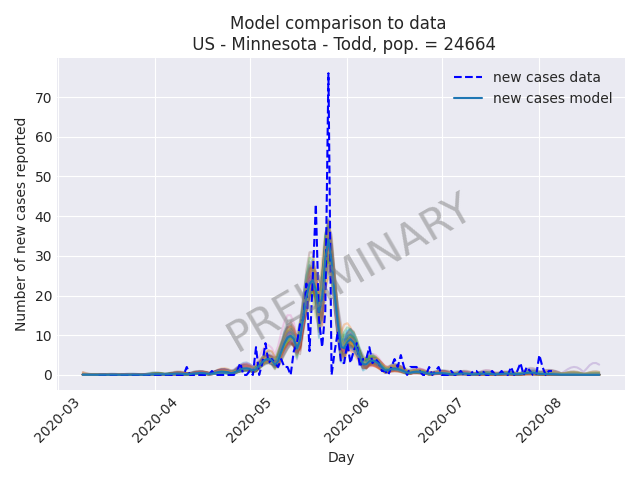 Model comparison to data
US - Minnesota - Todd, pop. = 24664
new cases data
new cases model
PRELIMINARY
Number of new cases reported
70
60
50
40
30
20
10
0
2020-03
2020-04
2020-05
2020-06
2020-07
2020-08
Day